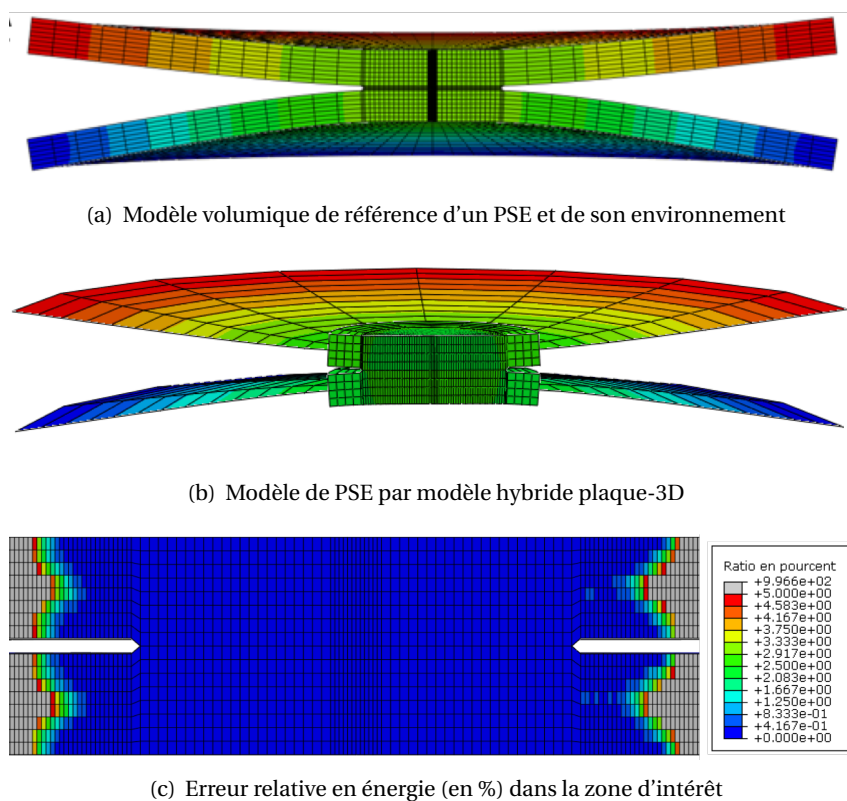 (a) Modèle volumique de référence d'un PSE et de son environnement
(b) Modèle de PSE par modèle hybride plaque-3D
Ratio en pourcent
+9.966e+02
+5.000e+00
+4.583e+00
+4.167e+00
+3.750e+00
+3.333e+00
+2.917e+00
+2.500e+00
+2.083e+00
+1.667e+00
+1.250e+00
+8.333e-01
+4.167e-01
+0.000e+00
(c) Erreur relative en énergie (en %) dans la zone d'intérêt